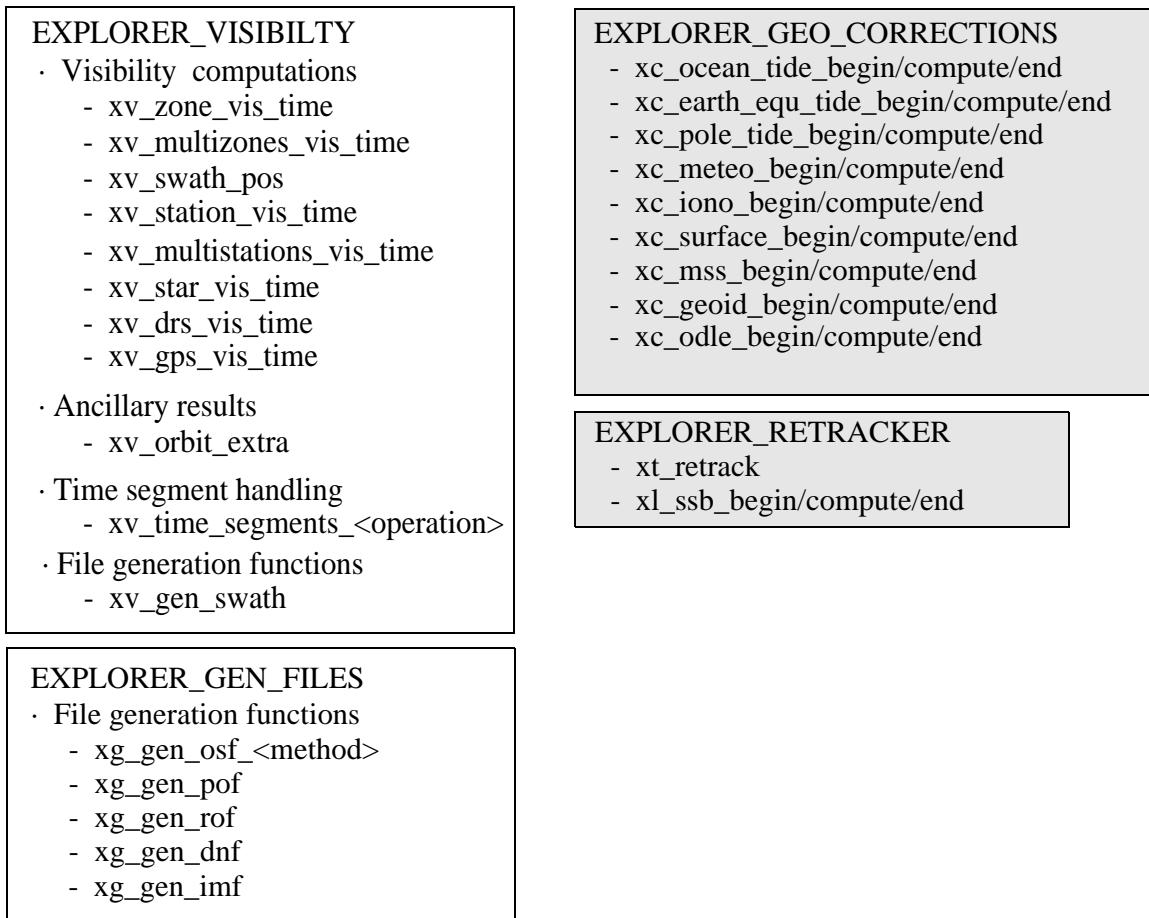 EXPLORER_VISIBILTY
· Visibility computations
- xv_zone_vis_time
- xv_multizones_vis_time
- xv_swath_pos
- xv_station_vis_time
- xv_multistations_vis_time
- xv_star_vis_time
- xv_drs_vis_time
- xv_gps_vis_time
· Ancillary results
- xv_orbit_extra
· Time segment handling
- xv_time_segments_<operation>
· File generation functions
- xv_gen_swath
EXPLORER_GEN_FILES
· File generation functions
- xg_gen_osf_<method>
- xg_gen_pof
- xg_gen_rof
- xg_gen_dnf
- xg_gen_imf
EXPLORER_GEO_CORRECTIONS
- xc_ocean_tide_begin/compute/end
- xc_earth_equ_tide_begin/compute/end
- xc_pole_tide_begin/compute/end
- xc_meteo_begin/compute/end
- xc_iono_begin/compute/end
- xc_surface_begin/compute/end
- xc_mss_begin/compute/end
- xc_geoid_begin/compute/end
- xc_odle_begin/compute/end
EXPLORER_RETRACKER
- xt_retrack
- xl_ssb_begin/compute/end